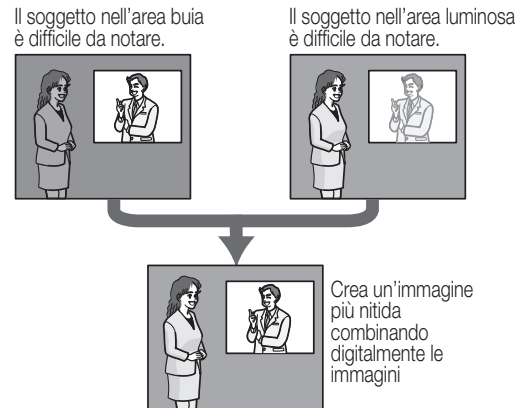 Il soggetto nell'area buia
è difficile da notare.
Il soggetto nell'area luminosa
è difficile da notare.
Crea un'immagine
più nitida
combinando
digitalmente le
immagini